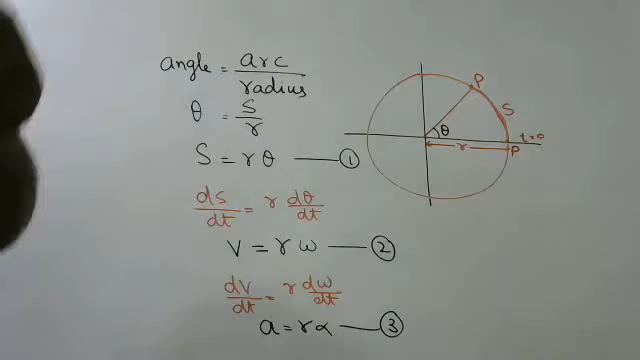 angle = arc / radius
θ = s / r
S = rθ —— ①
ds/dt = r dθ/dt
v = rω —— ②
dv/dt = r dω/dt
a = rα —— ③
P
S
θ
t=0
r
P